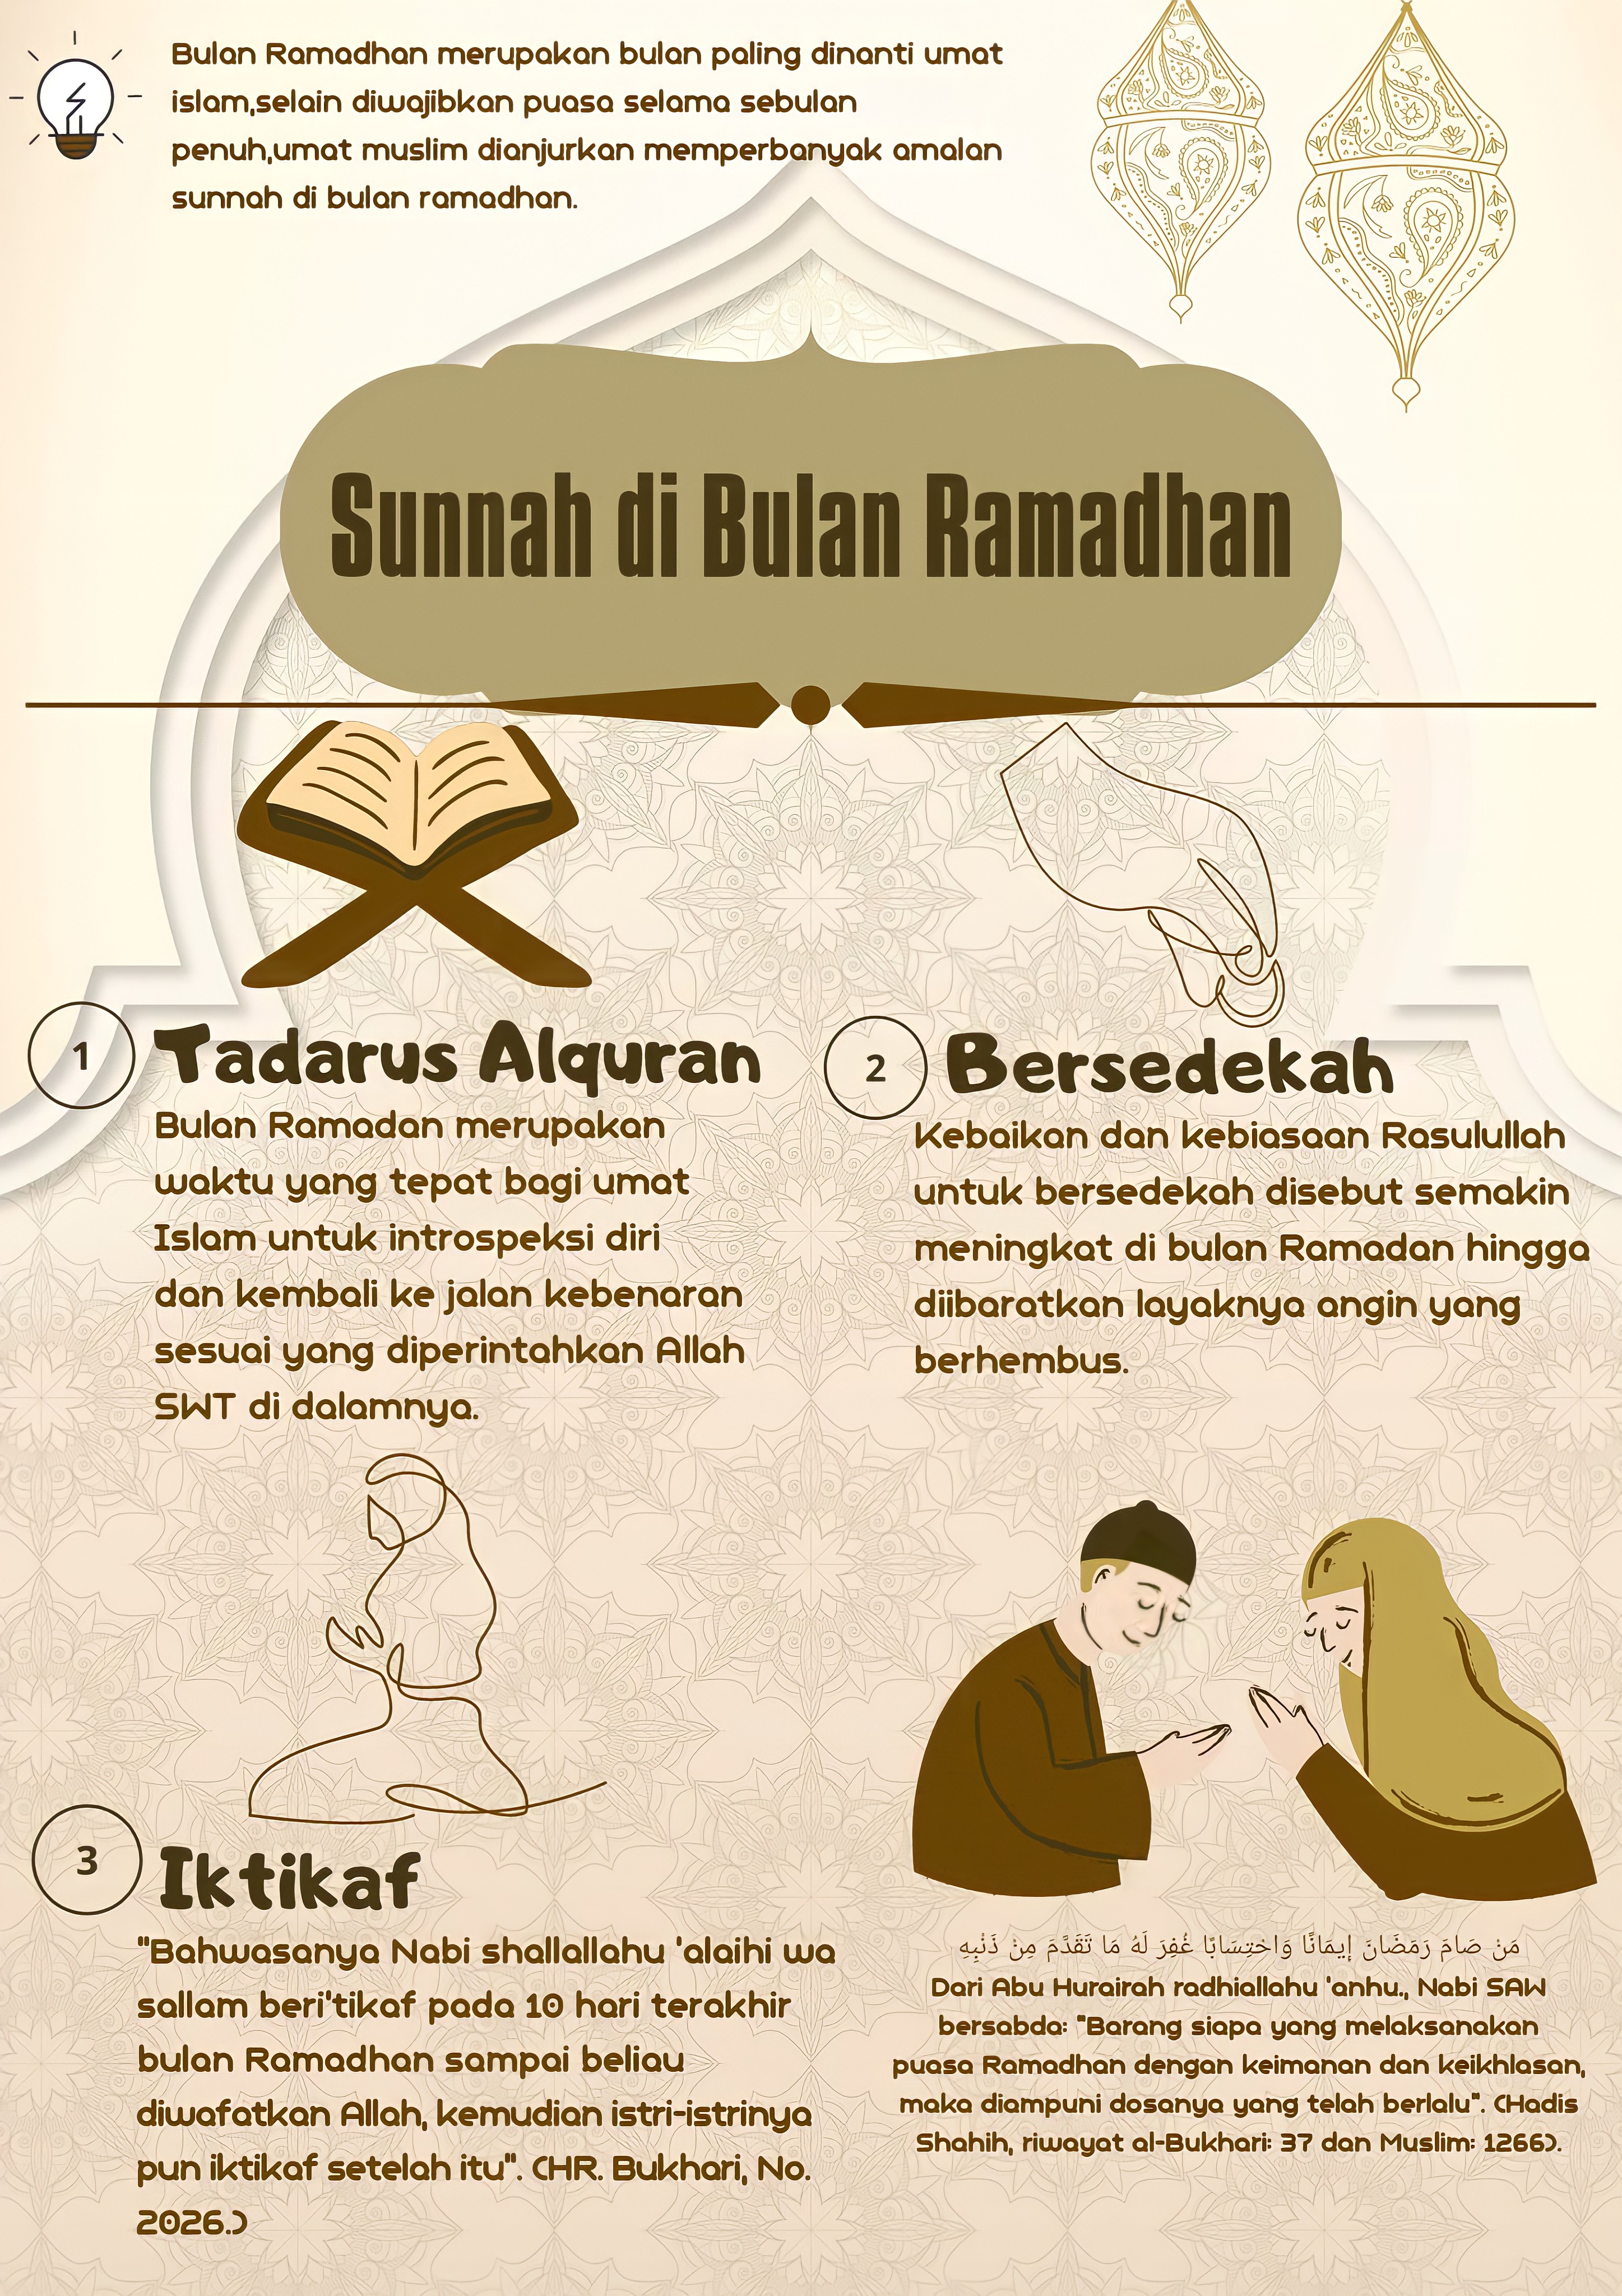 Bulan Ramadhan merupakan bulan paling dinanti umat
islam,selain diwajibkan puasa selama sebulan
penuh,umat muslim dianjurkan memperbanyak amalan
sunnah di bulan ramadhan.
Sunnah di Bulan Ramadhan
1
Tadarus Alquran
Bulan Ramadan merupakan
waktu yang tepat bagi umat
Islam untuk introspeksi diri
dan kembali ke jalan kebenaran
sesuai yang diperintahkan Allah
SWT di dalamnya.
2
Bersedekah
Kebaikan dan kebiasaan Rasulullah
untuk bersedekah disebut semakin
meningkat di bulan Ramadan hingga
diibaratkan layaknya angin yang
berhembus.
3
Iktikaf
"Bahwasanya Nabi shallallahu 'alaihi wa
sallam beri'tikaf pada 10 hari terakhir
bulan Ramadhan sampai beliau
diwafatkan Allah, kemudian istri-istrinya
pun iktikaf setelah itu". (HR. Bukhari, No.
2026.)
مَنْ صَامَ رَمَضَانَ إِيمَانًا وَاحْتِسَابًا غُفِرَ لَهُ مَا تَقَدَّمَ مِنْ ذَنْبِهِ
Dari Abu Hurairah radhiallahu 'anhu., Nabi SAW
bersabda: "Barang siapa yang melaksanakan
puasa Ramadhan dengan keimanan dan keikhlasan,
maka diampuni dosanya yang telah berlalu". (Hadis
Shahih, riwayat al-Bukhari: 37 dan Muslim: 1266).